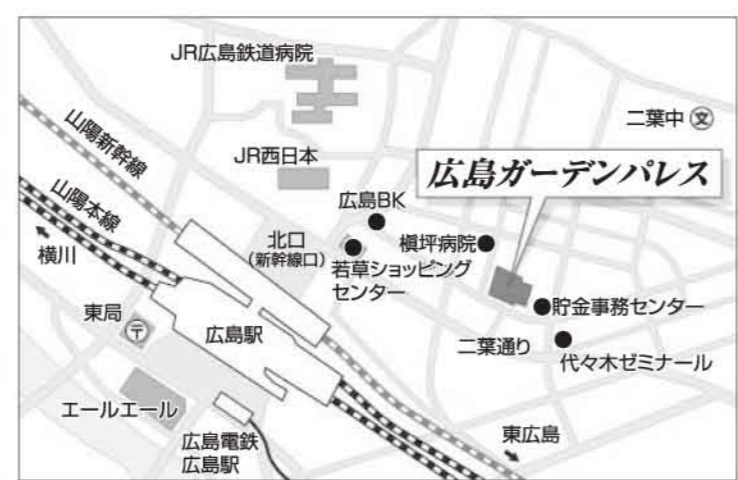 JR広島鉄道病院
山陽新幹線
二葉中
文
JR西日本
広島ガーデンパレス
山陽本線
広島BK
横川
北口
(新幹線口)
槇坪病院
若草ショッピング
センター
東局
〒
広島駅
貯金事務センター
二葉通り
代々木ゼミナール
エールエール
広島電鉄
広島駅
東広島